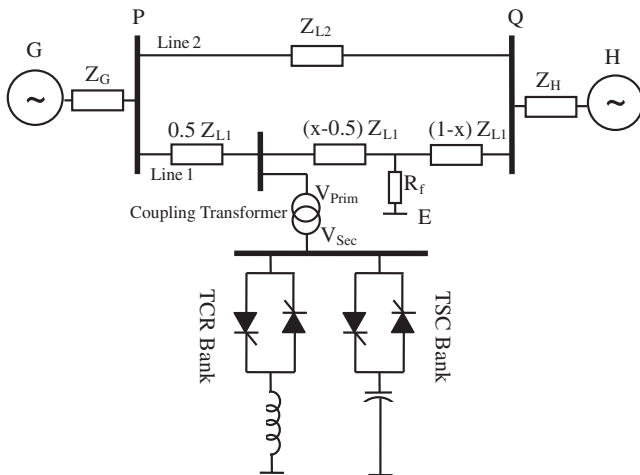 P
Q
G
Line 2
Z_L2
H
Z_G
Z_H
0.5 Z_L1
(x-0.5) Z_L1
(1-x) Z_L1
~
~
Line 1
R_f
V_Prim
E
Coupling Transformer
V_Sec
TCR Bank
TSC Bank